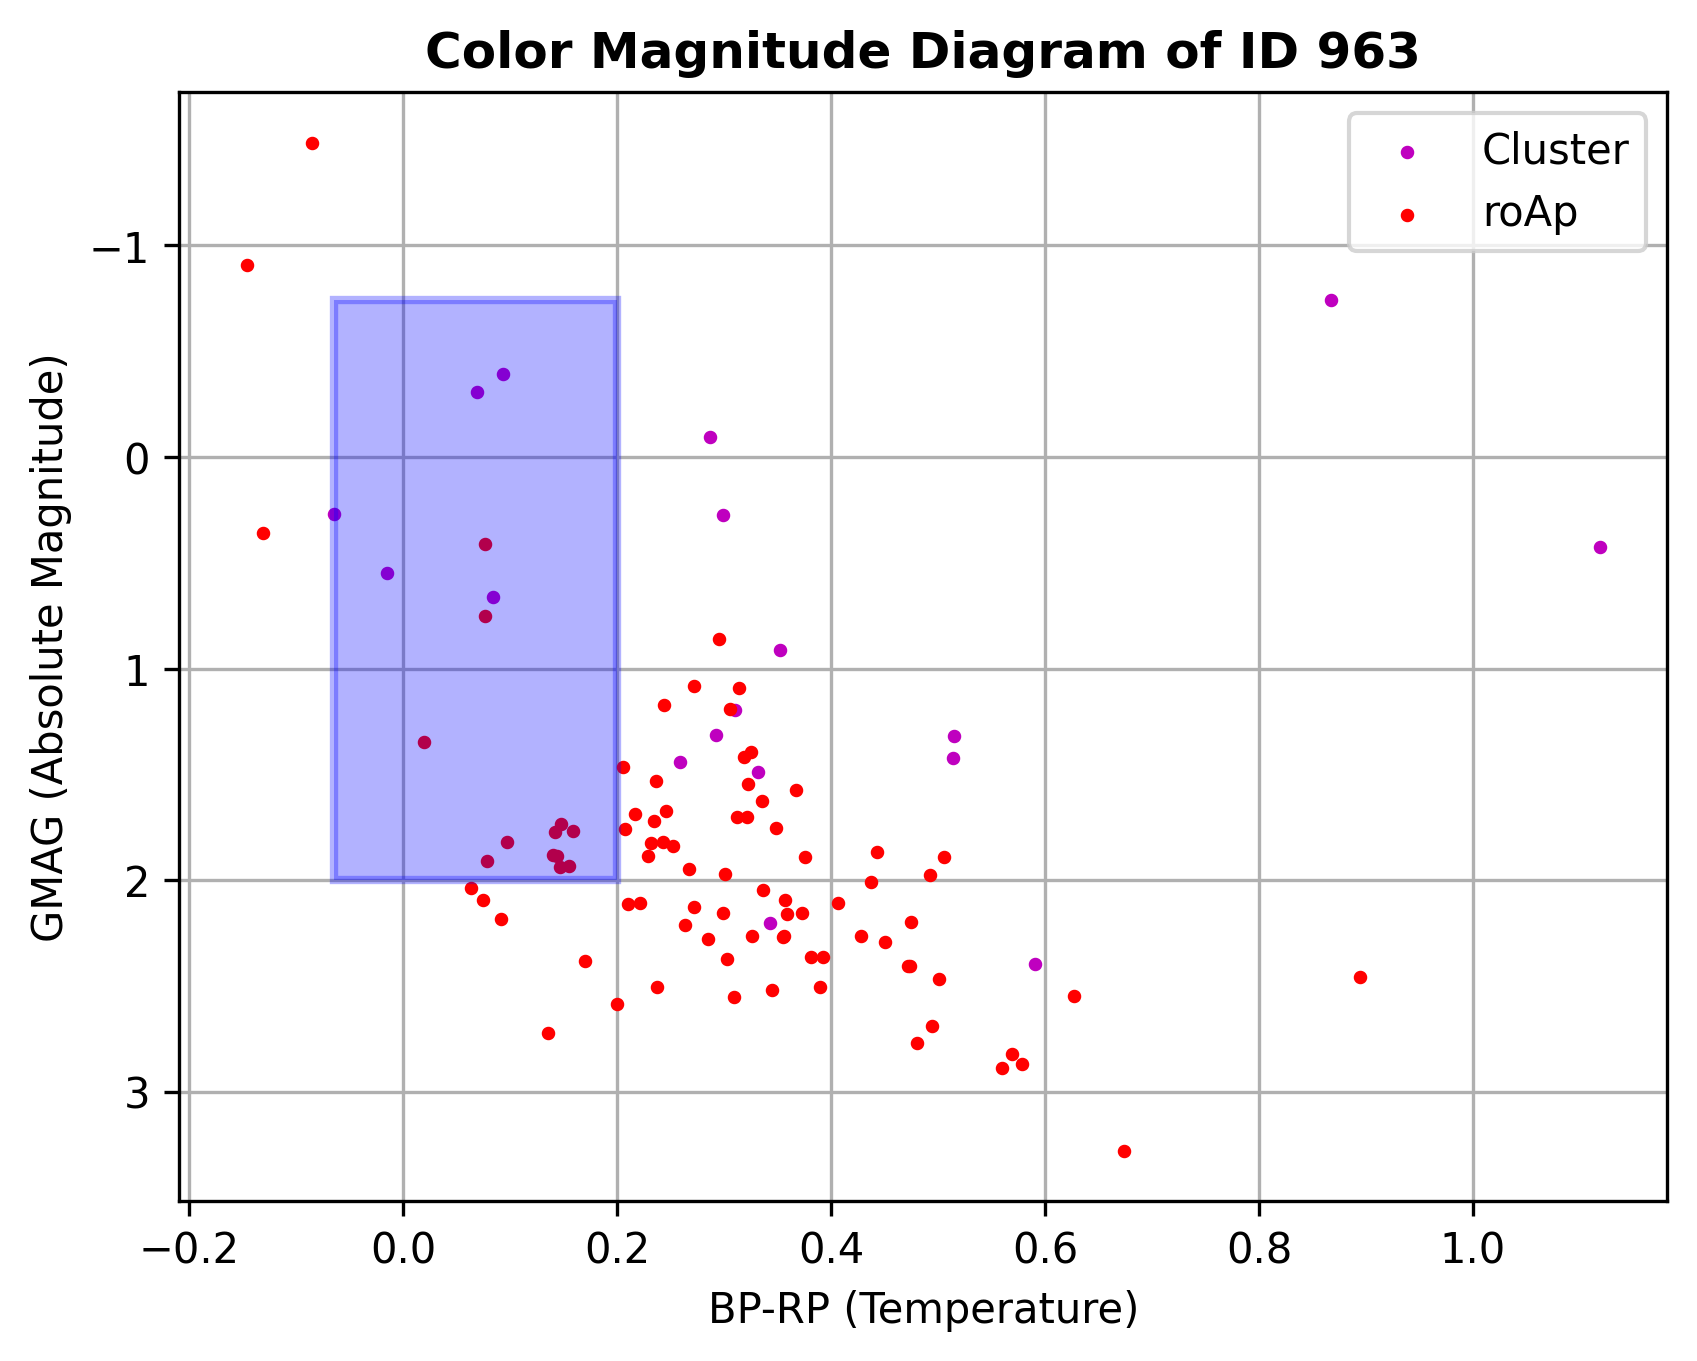 Color Magnitude Diagram of ID 963
Cluster
roAp
GMAG (Absolute Magnitude)
−1
0
1
2
3
−0.2 0.0 0.2 0.4 0.6 0.8 1.0
BP-RP (Temperature)